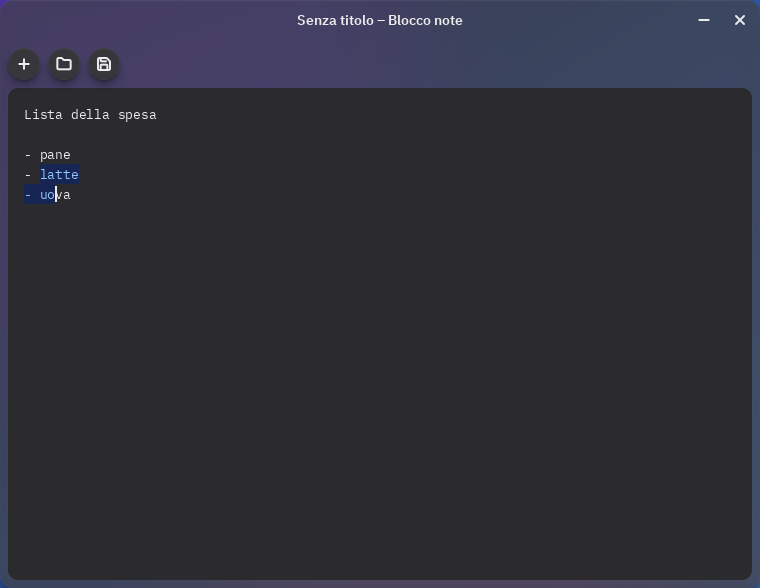 Senza titolo – Blocco note
Lista della spesa
- pane
- latte
- uova